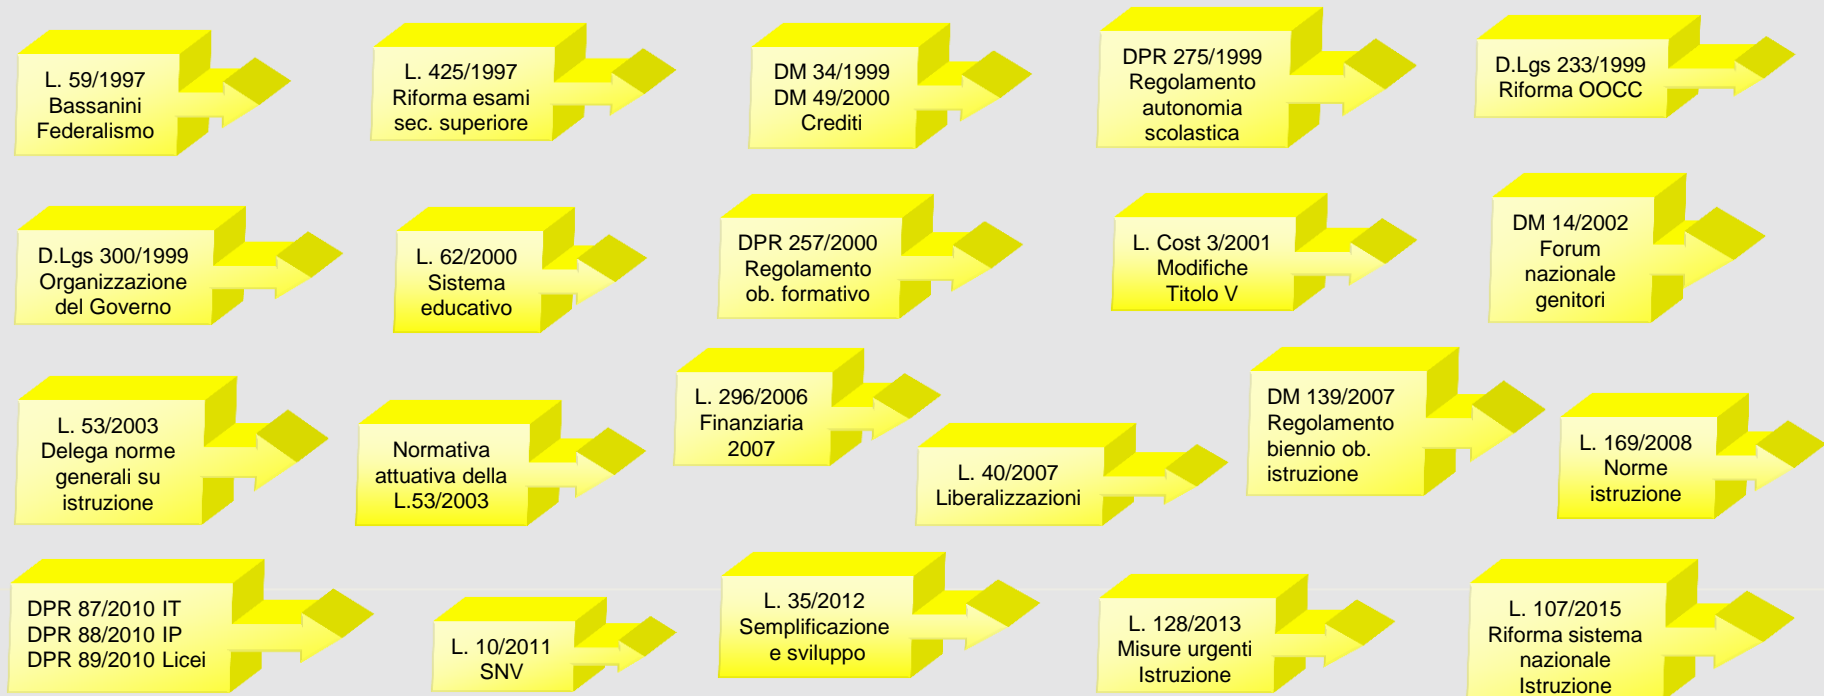 L. 59/1997
Bassanini
Federalismo
L. 425/1997
Riforma esami
sec. superiore
DM 34/1999
DM 49/2000
Crediti
DPR 275/1999
Regolamento
autonomia
scolastica
D.Lgs 233/1999
Riforma OOCC
D.Lgs 300/1999
Organizzazione
del Governo
L. 62/2000
Sistema
educativo
DPR 257/2000
Regolamento
ob. formativo
L. Cost 3/2001
Modifiche
Titolo V
DM 14/2002
Forum
nazionale
genitori
L. 53/2003
Delega norme
generali su
istruzione
Normativa
attuativa della
L.53/2003
L. 296/2006
Finanziaria
2007
L. 40/2007
Liberalizzazioni
DM 139/2007
Regolamento
biennio ob.
istruzione
L. 169/2008
Norme
istruzione
DPR 87/2010 IT
DPR 88/2010 IP
DPR 89/2010 Licei
L. 10/2011
SNV
L. 35/2012
Semplificazione
e sviluppo
L. 128/2013
Misure urgenti
Istruzione
L. 107/2015
Riforma sistema
nazionale
Istruzione